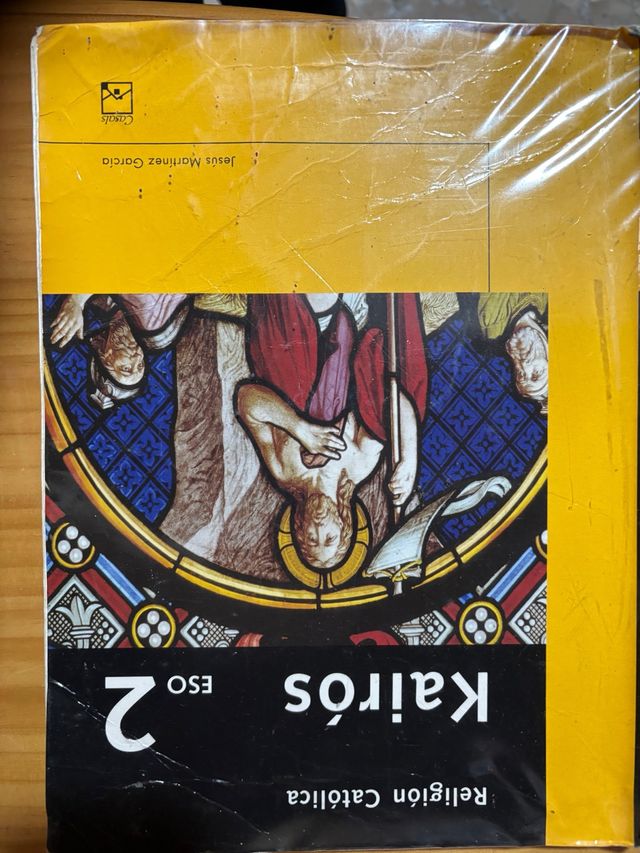 Religión Católica
Kairós
2 ESO
Jesús Martínez García
Casals